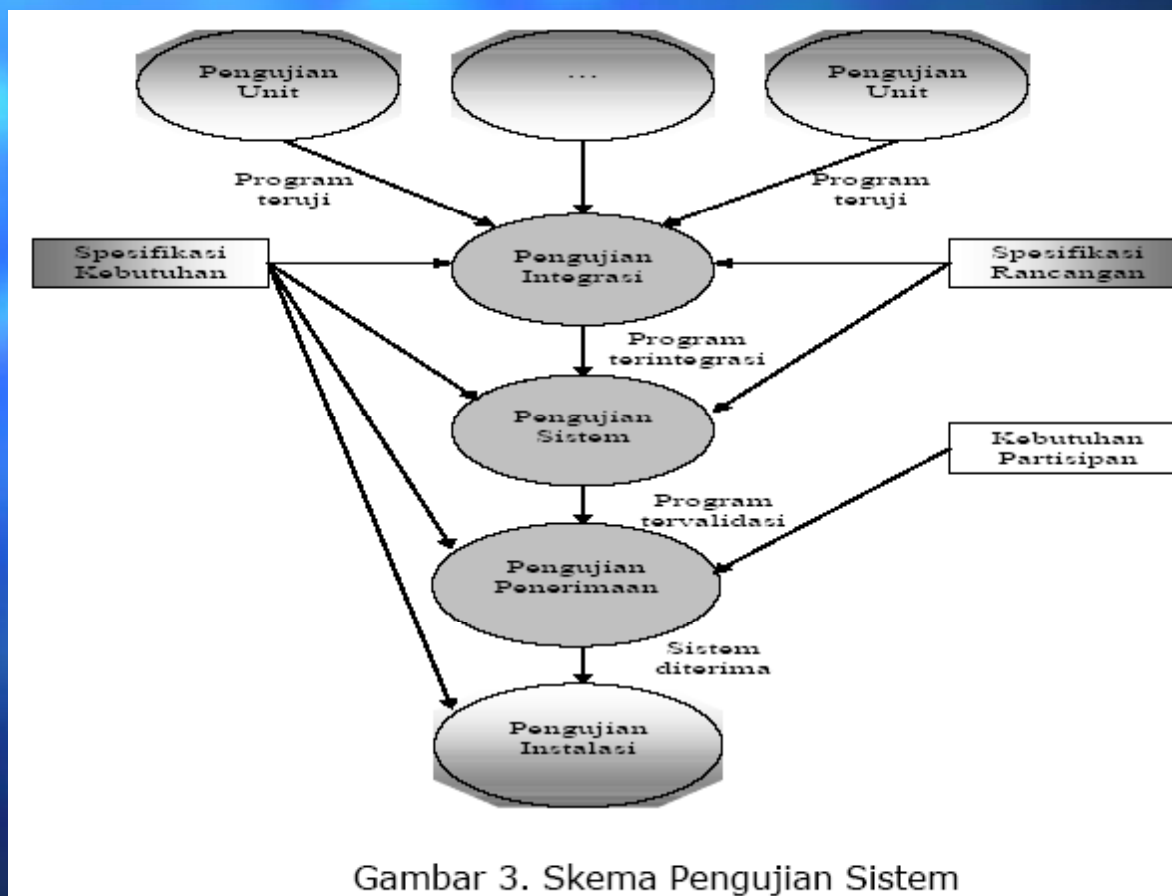 Pengujian
Unit
...
Pengujian
Unit
Program
teruji
Program
teruji
Spesifikasi
Kebutuhan
Pengujian
Integrasi
Spesifikasi
Rancangan
Program
terintegrasi
Pengujian
Sistem
Kebutuhan
Partisipan
Program
tervalidasi
Pengujian
Penerimaan
Sistem
diterima
Pengujian
Instalasi
Gambar 3. Skema Pengujian Sistem